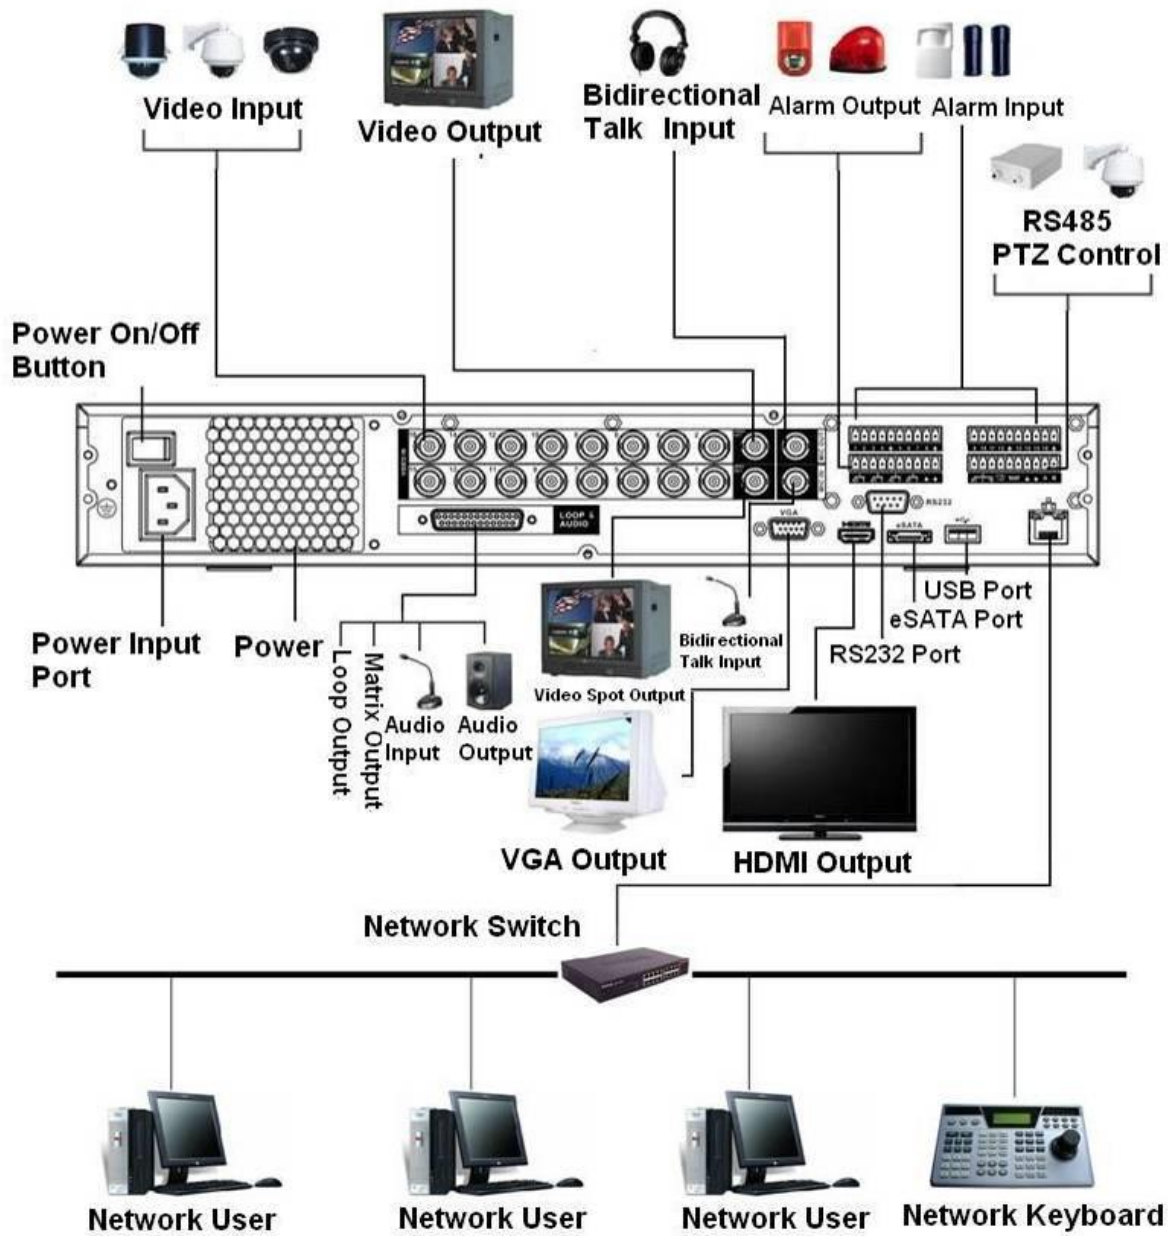 Video Input
Video Output
Bidirectional
Talk Input
Alarm Output
Alarm Input
RS485
PTZ Control
Power On/Off
Button
RS232
LOOP &
AUDIO
VGA
HDMI
eSATA
USB Port
eSATA Port
RS232 Port
Power Input
Port
Power
Loop Output
Matrix Output
Audio
Input
Audio
Output
Video Spot Output
Bidirectional
Talk Input
VGA Output
HDMI Output
Network Switch
Network User
Network User
Network User
Network Keyboard